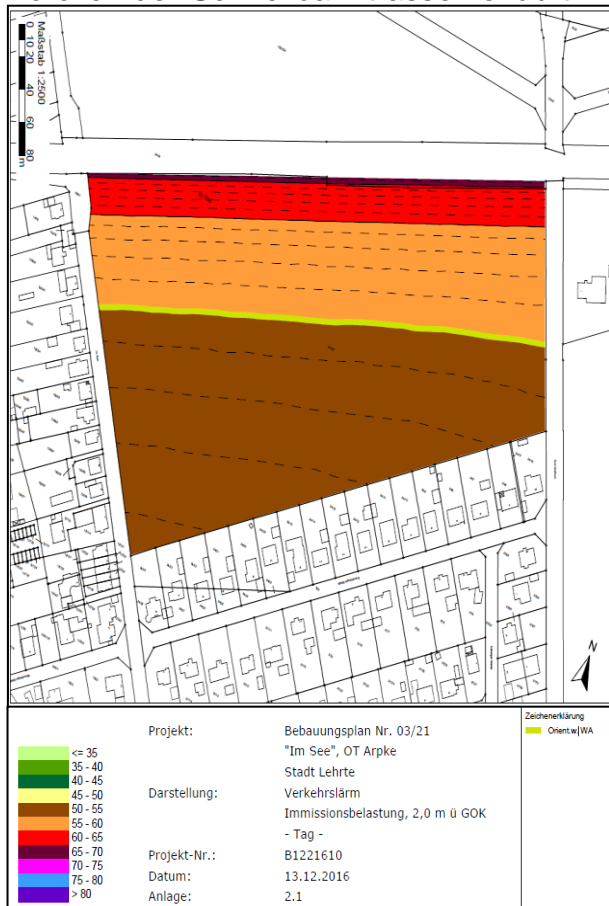 Maßstab 1:2500
0 10 20 40 60 80
m
N
<= 35
35 - 40
40 - 45
45 - 50
50 - 55
55 - 60
60 - 65
65 - 70
70 - 75
75 - 80
> 80
Projekt: Bebauungsplan Nr. 03/21
"Im See", OT Arpke
Stadt Lehrte
Darstellung: Verkehrslärm
Immissionsbelastung, 2,0 m ü GOK
- Tag -
Projekt-Nr.: B1221610
Datum: 13.12.2016
Anlage: 2.1
Zeichenerklärung
Orient.w. WA